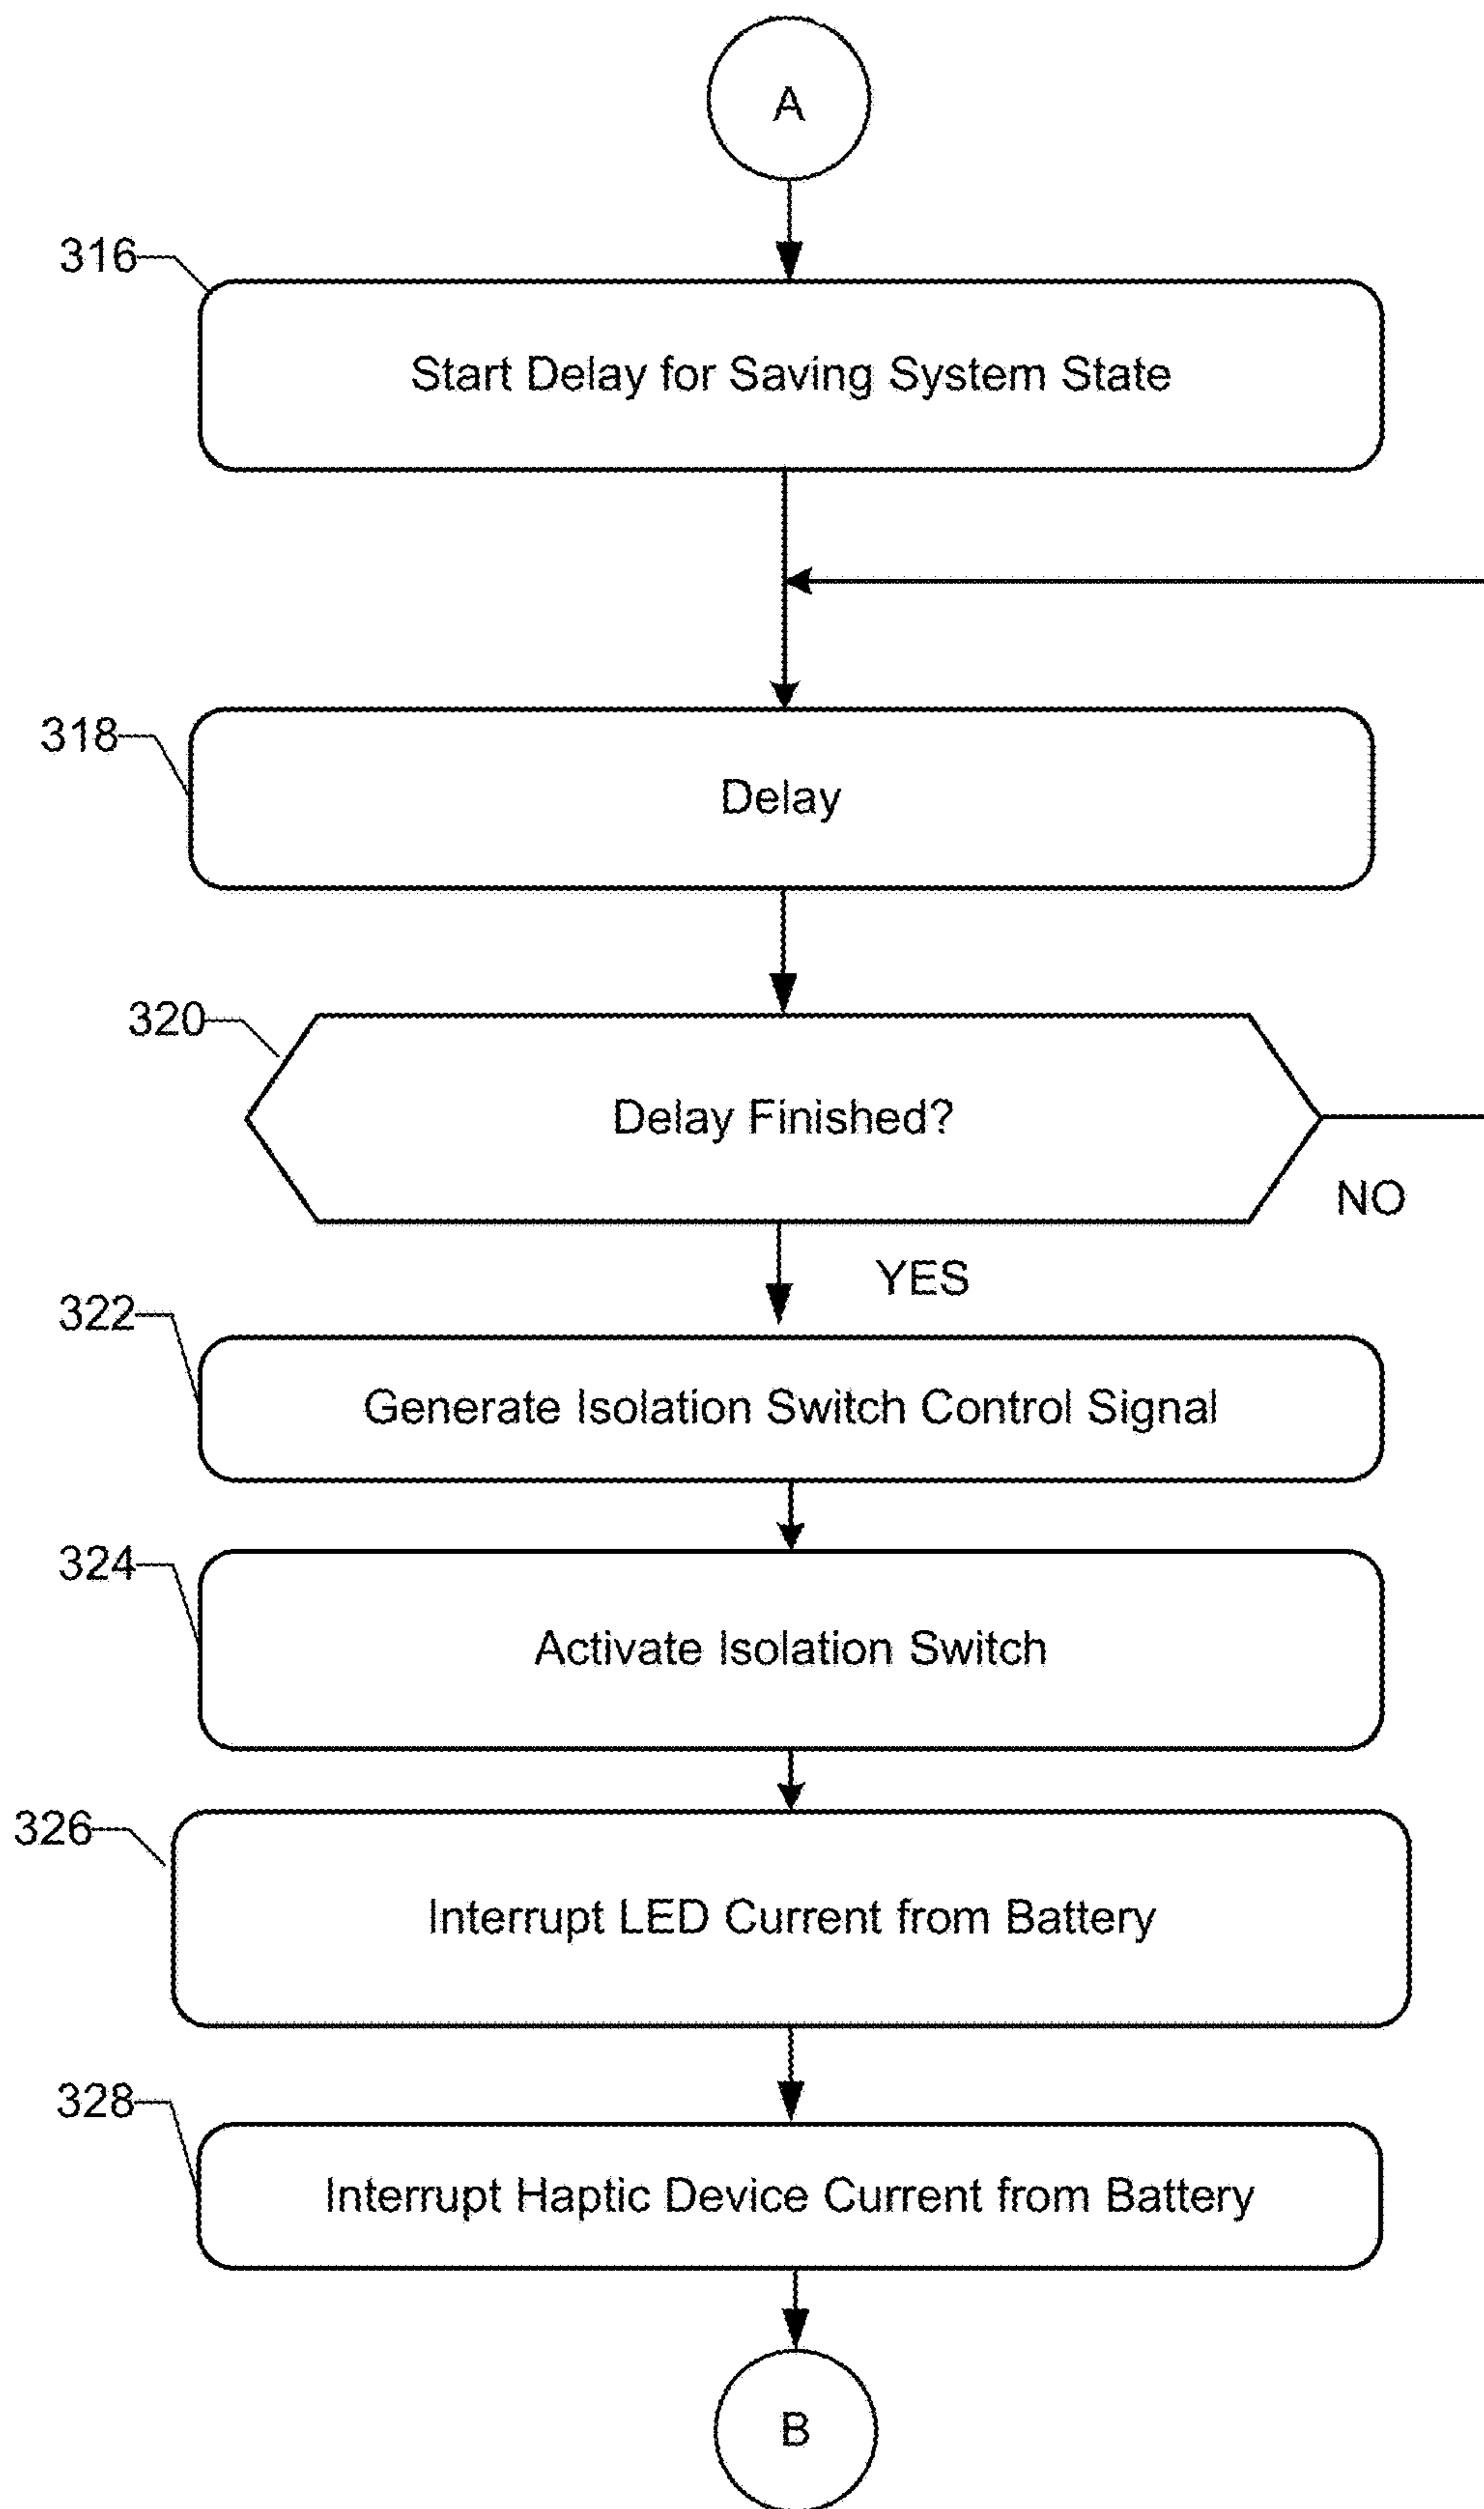 A
316
Start Delay for Saving System State
318
Delay
320
Delay Finished?
NO
YES
322
Generate Isolation Switch Control Signal
324
Activate Isolation Switch
326
Interrupt LED Current from Battery
328
Interrupt Haptic Device Current from Battery
B